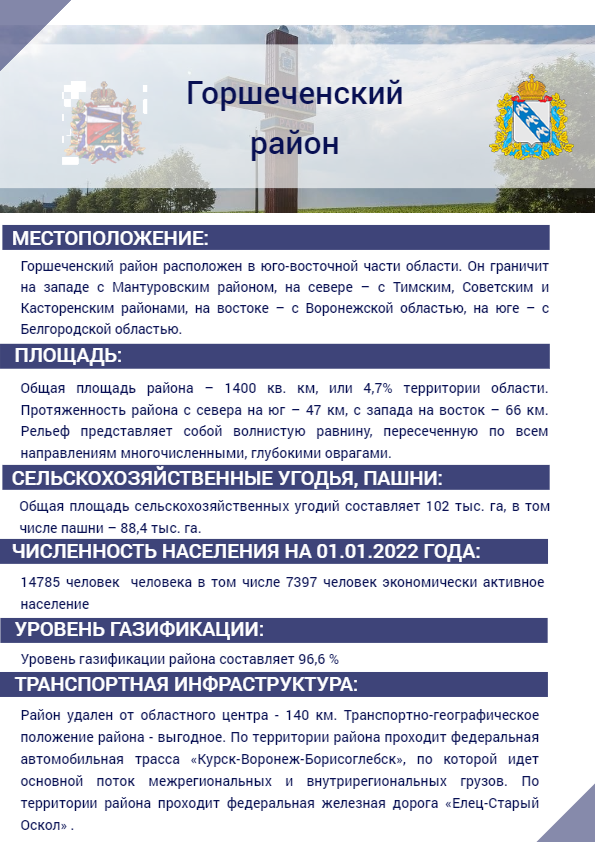 Горшеченский
район
МЕСТОПОЛОЖЕНИЕ:
Горшеченский район расположен в юго-восточной части области. Он граничит
на западе с Мантуровским районом, на севере – с Тимским, Советским и
Касторенским районами, на востоке – с Воронежской областью, на юге – с
Белгородской областью.
ПЛОЩАДЬ:
Общая площадь района – 1400 кв. км, или 4,7% территории области.
Протяженность района с севера на юг – 47 км, с запада на восток – 66 км.
Рельеф представляет собой волнистую равнину, пересеченную по всем
направлениям многочисленными, глубокими оврагами.
СЕЛЬСКОХОЗЯЙСТВЕННЫЕ УГОДЬЯ, ПАШНИ:
Общая площадь сельскохозяйственных угодий составляет 102 тыс. га, в том
числе пашни – 88,4 тыс. га.
ЧИСЛЕННОСТЬ НАСЕЛЕНИЯ НА 01.01.2022 ГОДА:
14785 человек человека в том числе 7397 человек экономически активное
население
УРОВЕНЬ ГАЗИФИКАЦИИ:
Уровень газификации района составляет 96,6 %
ТРАНСПОРТНАЯ ИНФРАСТРУКТУРА:
Район удален от областного центра - 140 км. Транспортно-географическое
положение района - выгодное. По территории района проходит федеральная
автомобильная трасса «Курск-Воронеж-Борисоглебск», по которой идет
основной поток межрегиональных и внутрирегиональных грузов. По
территории района проходит федеральная железная дорога «Елец-Старый
Оскол» .